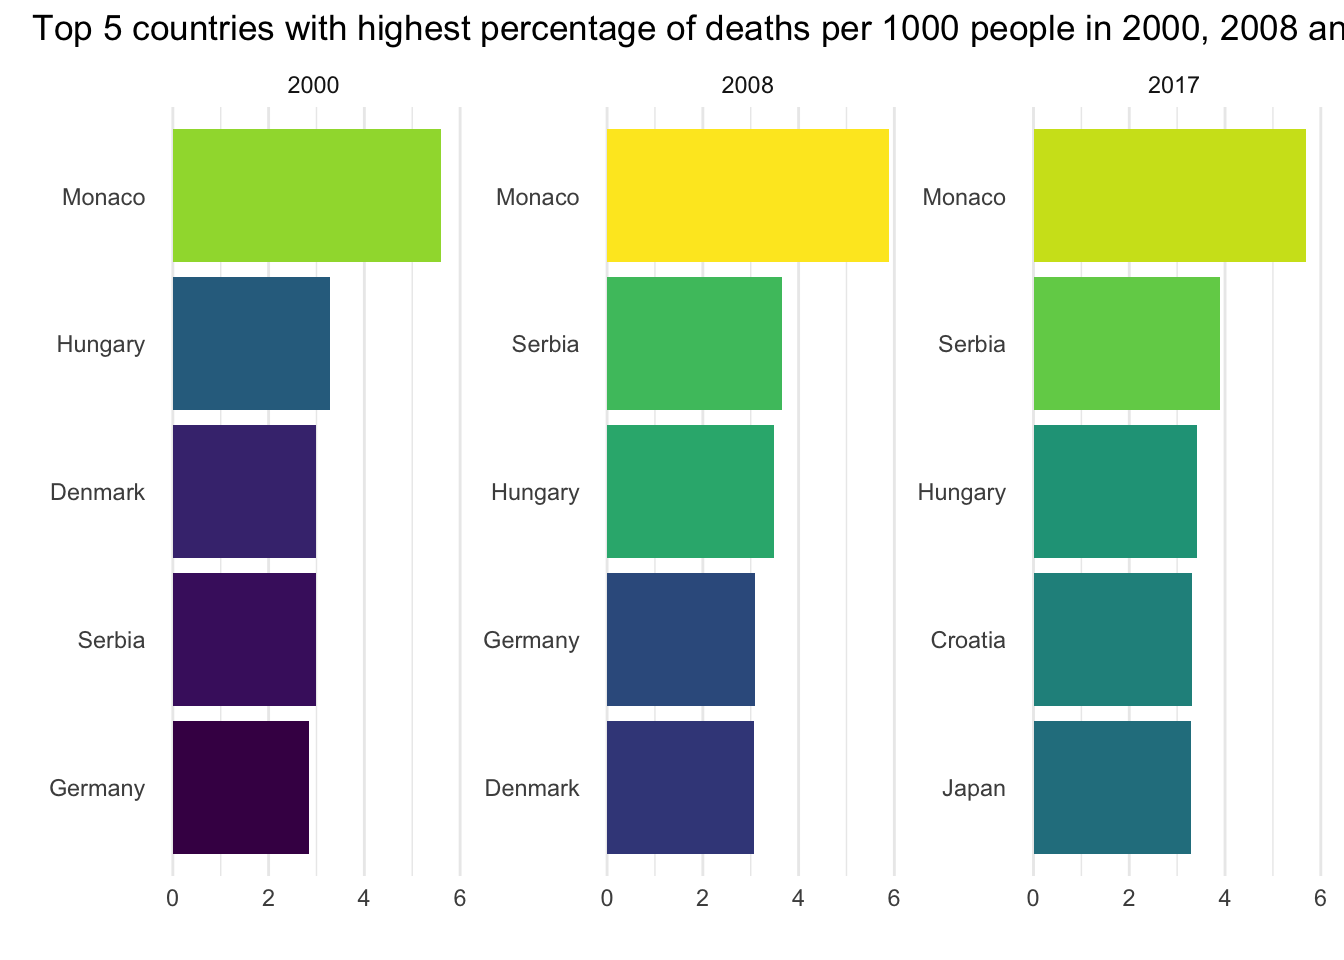 Top 5 countries with highest percentage of deaths per 1000 people in 2000, 2008 an
2000
Monaco
Hungary
Denmark
Serbia
Germany
0 2 4 6
2008
Monaco
Serbia
Hungary
Germany
Denmark
0 2 4 6
2017
Monaco
Serbia
Hungary
Croatia
Japan
0 2 4 6